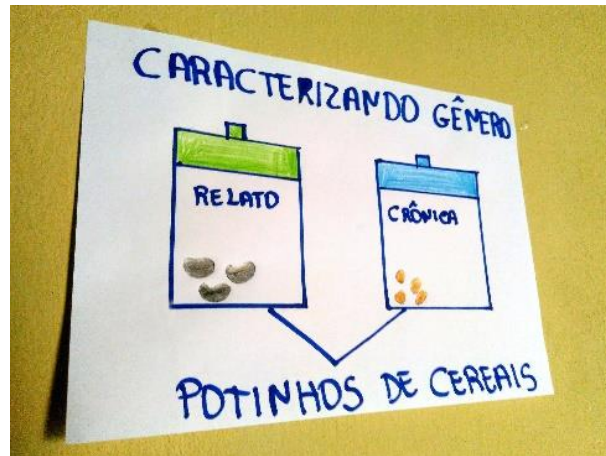 CARACTERIZANDO GÊNERO
RELATO
CRÔNICA
POTINHOS DE CEREAIS